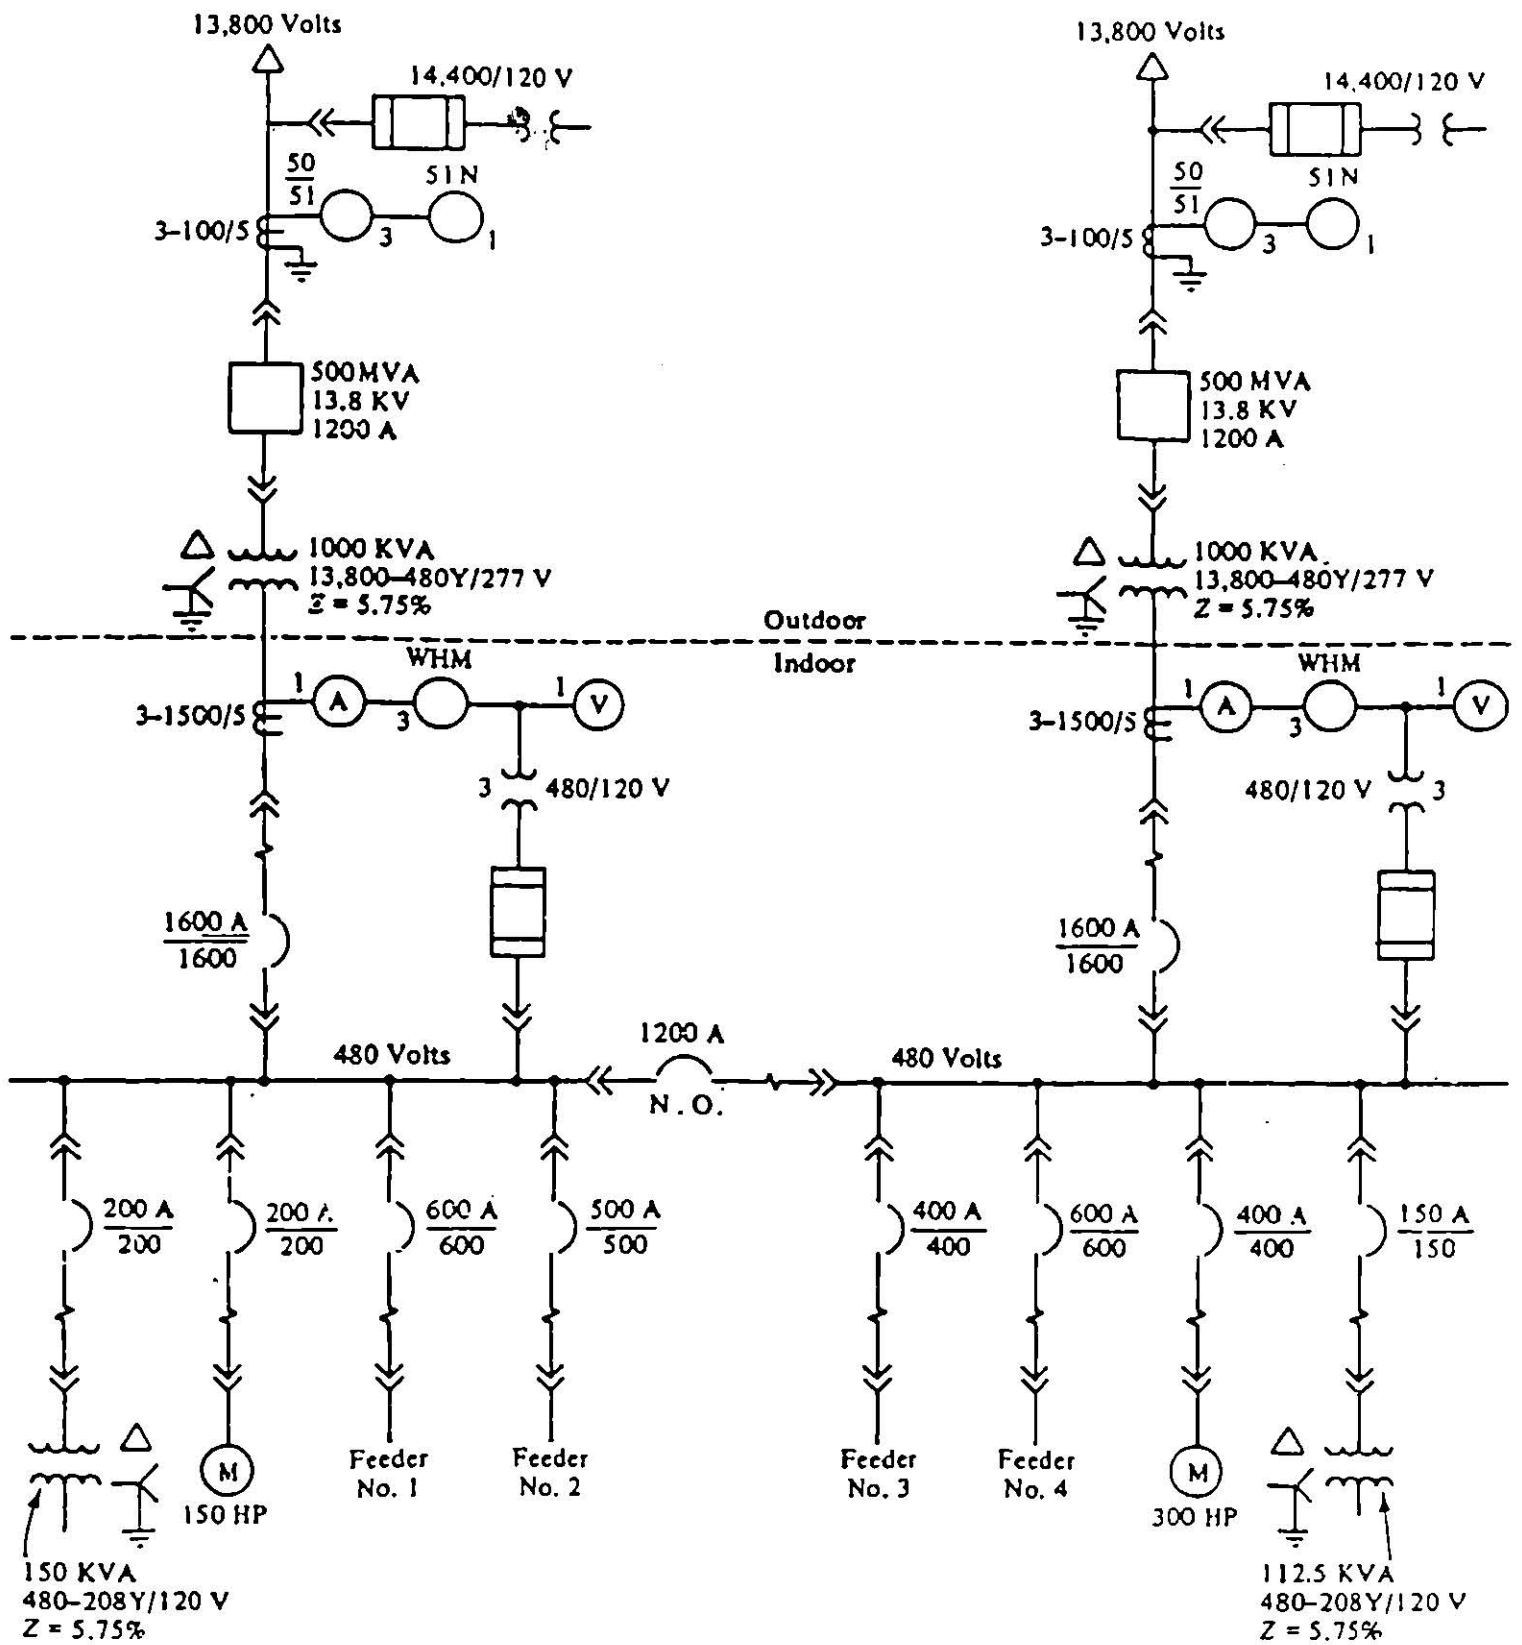 13,800 Volts
13,800 Volts
14,400/120 V
14,400/120 V
50
51
51N
3-100/5
3
1
50
51
51N
3-100/5
3
1
500 MVA
13.8 KV
1200 A
500 MVA
13.8 KV
1200 A
1000 KVA
13,800-480Y/277 V
Z = 5.75%
1000 KVA
13,800-480Y/277 V
Z = 5.75%
Outdoor
Indoor
WHM
1
A
3
1
V
3-1500/5
3
480/120 V
WHM
1
A
3
1
V
3-1500/5
480/120 V
3
1600 A
1600
1600 A
1600
1200 A
N.O.
480 Volts
480 Volts
200 A
200
200 A
200
600 A
600
500 A
500
400 A
400
600 A
600
400 A
400
150 A
150
M
150 HP
Feeder
No. 1
Feeder
No. 2
Feeder
No. 3
Feeder
No. 4
M
300 HP
150 KVA
480-208Y/120 V
Z = 5.75%
112.5 KVA
480-208Y/120 V
Z = 5.75%